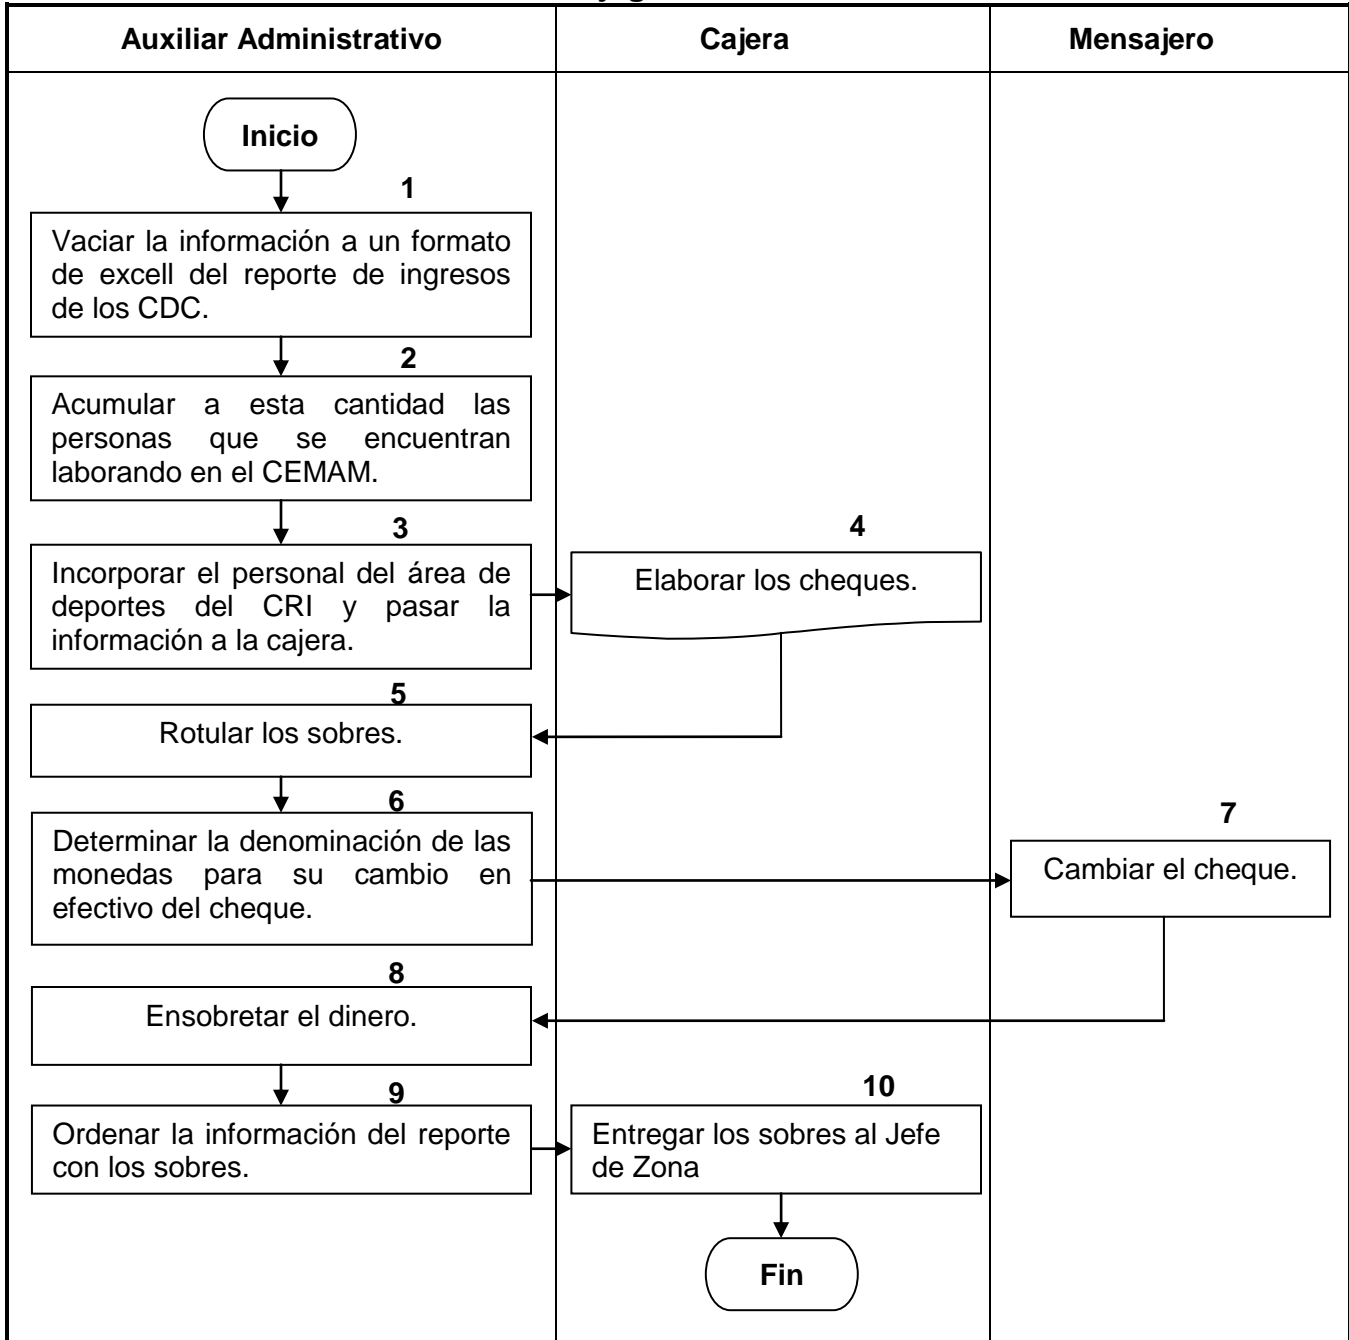 Auxiliar Administrativo
Cajera
Mensajero
Inicio
1
Vaciar la información a un formato
de excell del reporte de ingresos
de los CDC.
2
Acumular a esta cantidad las
personas que se encuentran
laborando en el CEMAM.
3
Incorporar el personal del área de
deportes del CRI y pasar la
información a la cajera.
4
Elaborar los cheques.
5
Rotular los sobres.
6
Determinar la denominación de las
monedas para su cambio en
efectivo del cheque.
7
Cambiar el cheque.
8
Ensobretar el dinero.
9
Ordenar la información del reporte
con los sobres.
10
Entregar los sobres al Jefe
de Zona
Fin